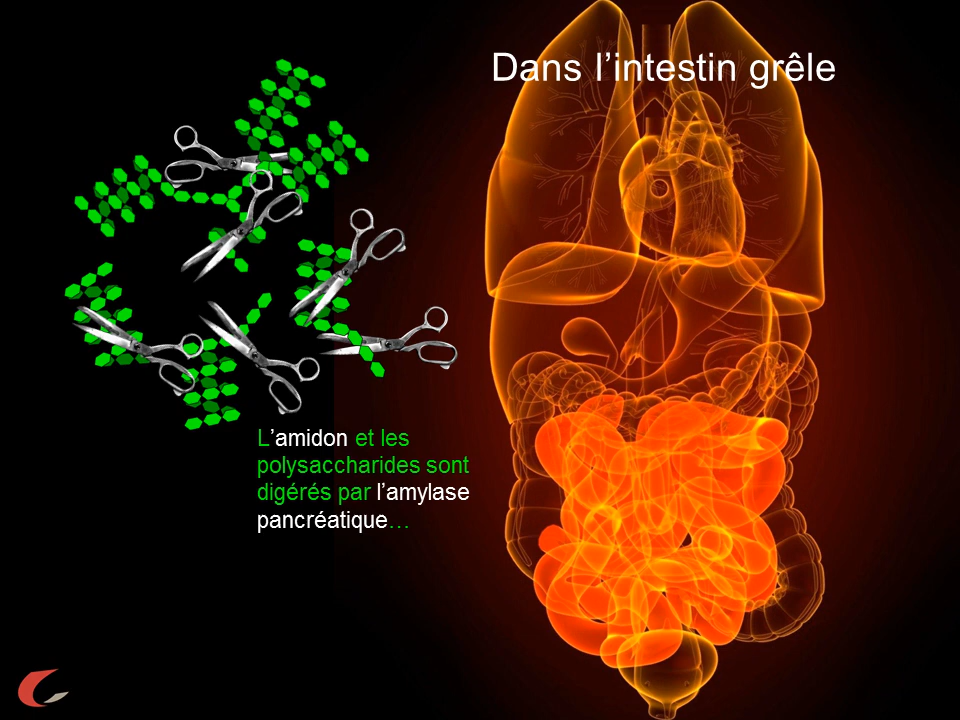 Dans l’intestin grêle
L’amidon et les
polysaccharides sont
digérés par l’amylase
pancréatique…